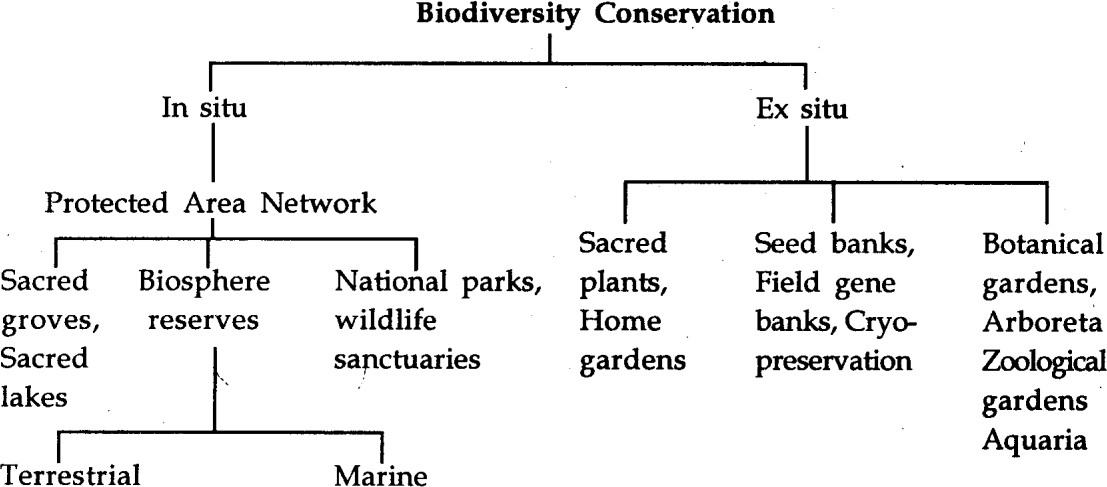 Biodiversity Conservation
In situ
Ex situ
Protected Area Network
Sacred
groves,
Sacred
lakes
Biosphere
reserves
National parks,
wildlife
sanctuaries
Terrestrial
Marine
Sacred
plants,
Home
gardens
Seed banks,
Field gene
banks, Cryo-
preservation
Botanical
gardens,
Arboreta
Zoological
gardens
Aquaria